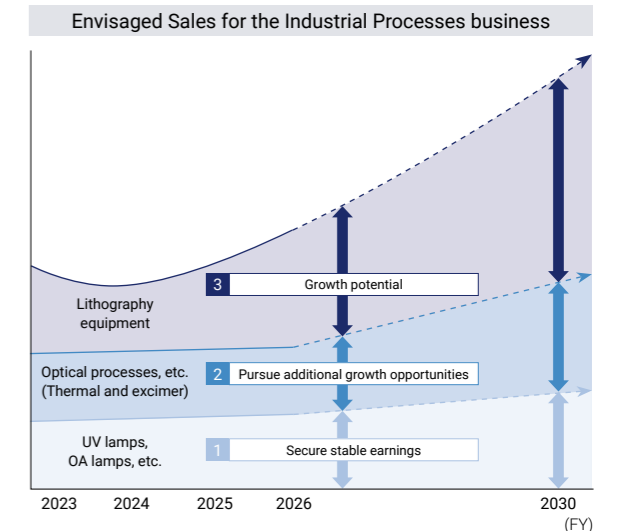 Envisaged Sales for the Industrial Processes business
3 Growth potential
Lithography
equipment
Optical processes, etc.
(Thermal and excimer)
2 Pursue additional growth opportunities
UV lamps,
OA lamps, etc.
1 Secure stable earnings
2023 2024 2025 2026 2030
(FY)